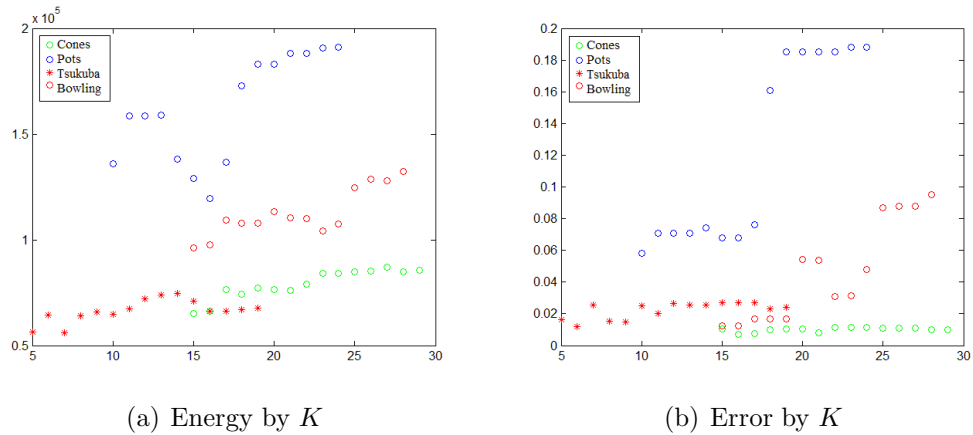 2 x 10^5
Cones
Pots
Tsukuba
Bowling
1.5
1
0.5
5 10 15 20 25 30
(a) Energy by K
0.2
Cones
Pots
Tsukuba
Bowling
0.18
0.16
0.14
0.12
0.1
0.08
0.06
0.04
0.02
0
5 10 15 20 25 30
(b) Error by K